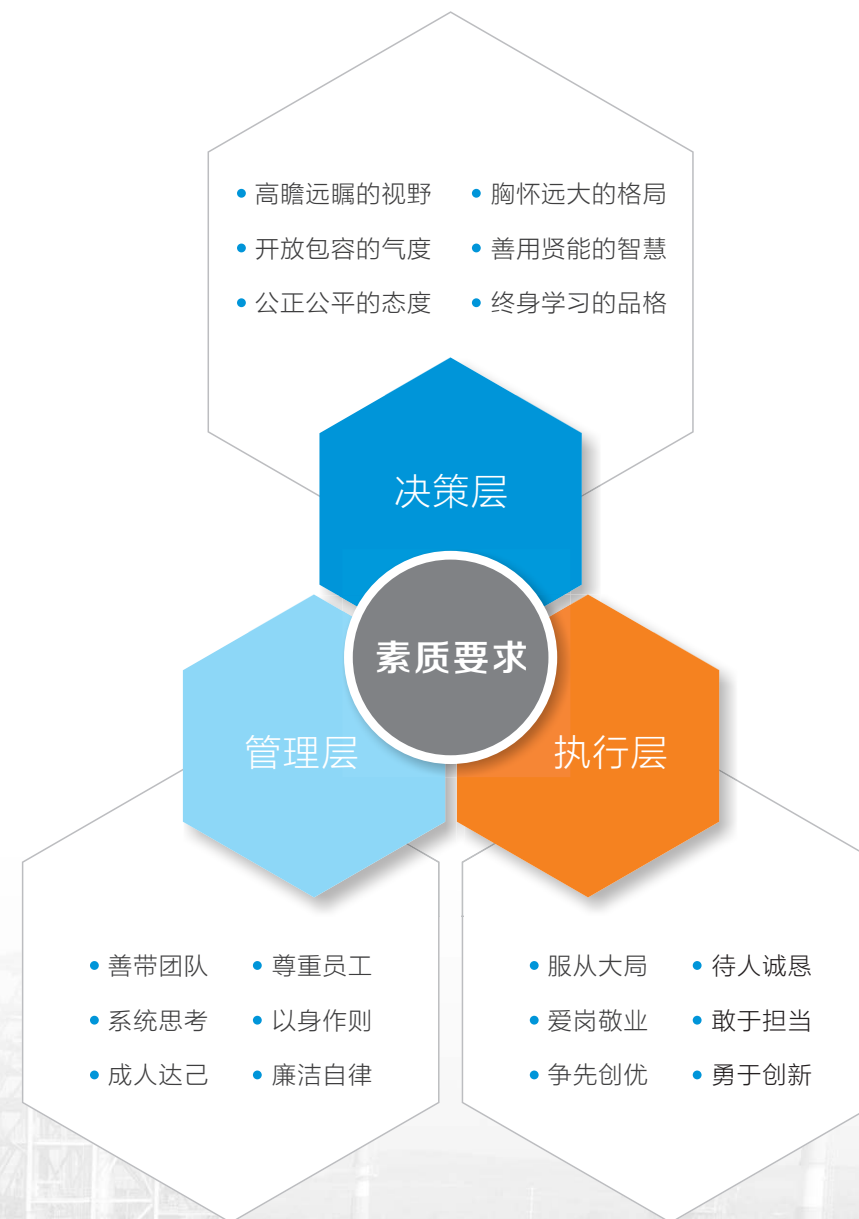 高瞻远瞩的视野
胸怀远大的格局
开放包容的气度
善用贤能的智慧
公正公平的态度
终身学习的品格
决策层
素质要求
管理层
执行层
善带团队
尊重员工
系统思考
以身作则
成人达己
廉洁自律
服从大局
待人诚恳
爱岗敬业
敢于担当
争先创优
勇于创新